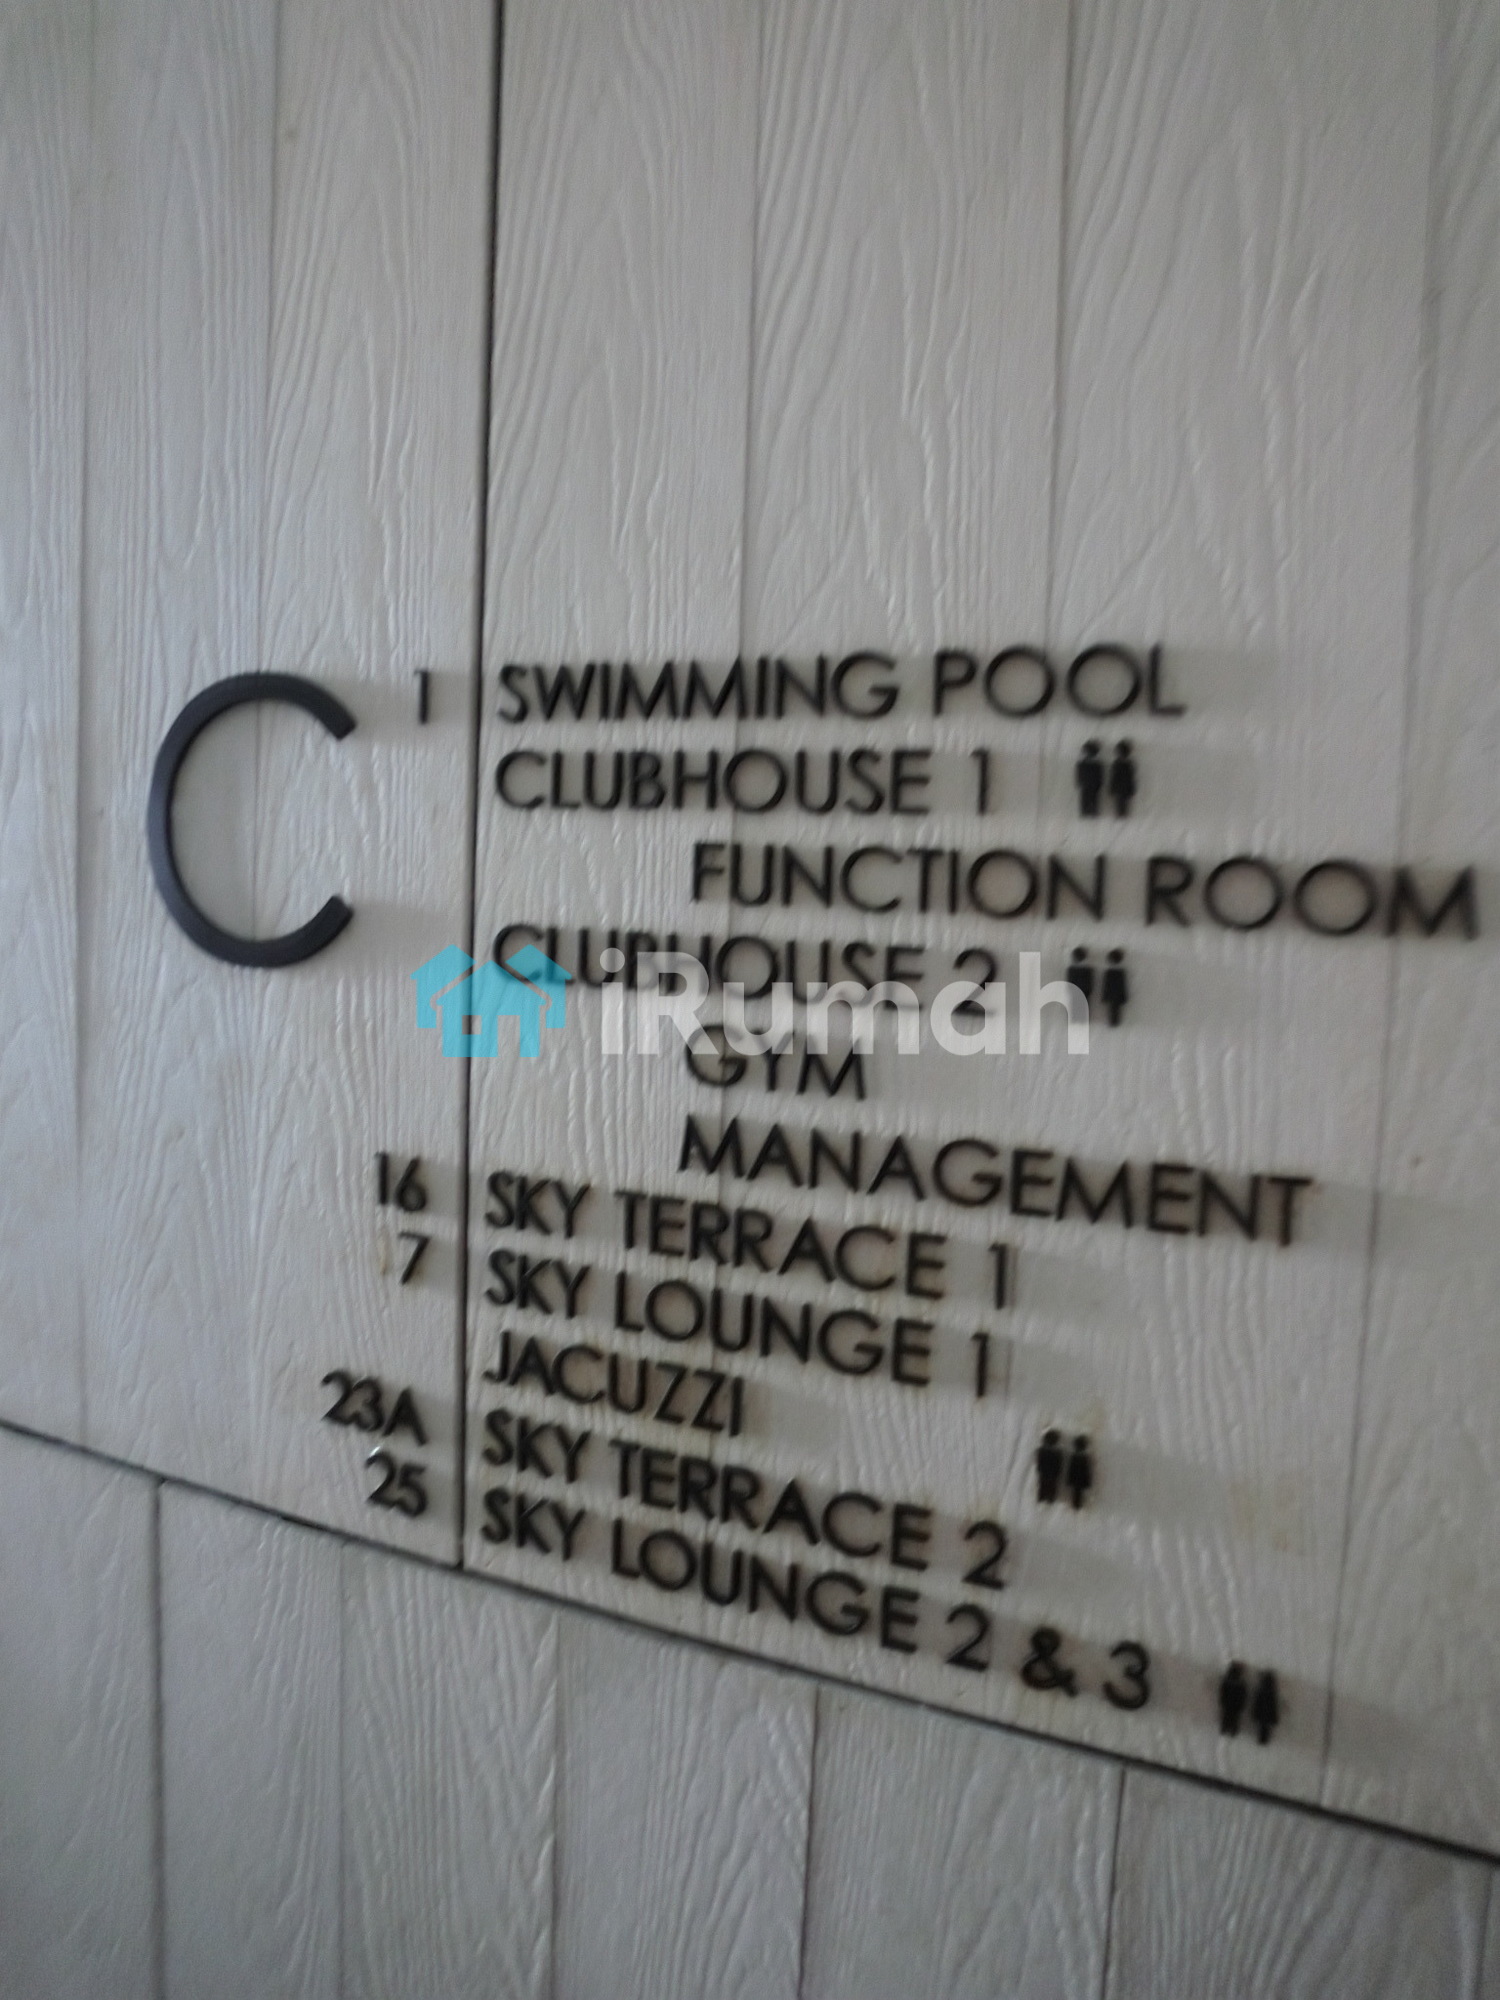 C
1 SWIMMING POOL
CLUBHOUSE 1
FUNCTION ROOM
CLUBHOUSE 2
iRumah
GYM
MANAGEMENT
16 SKY TERRACE 1
17 SKY LOUNGE 1
JACUZZI
23A SKY TERRACE 2
25 SKY LOUNGE 2 & 3